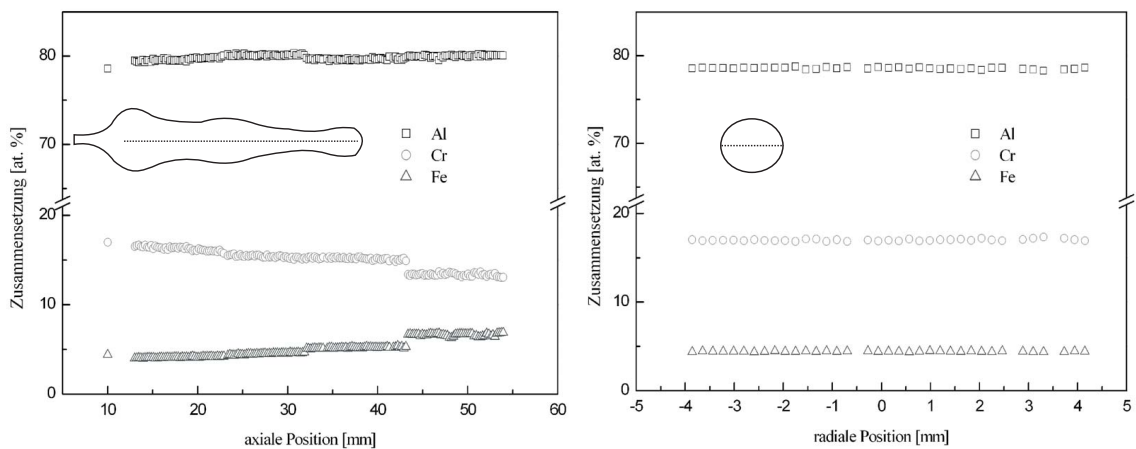 Zusammensetzung [at. %]
80
70
20
10
0
Al
Cr
Fe
10 20 30 40 50 60
axiale Position [mm]
Zusammensetzung [at. %]
80
70
20
10
0
Al
Cr
Fe
-5 -4 -3 -2 -1 0 1 2 3 4 5
radiale Position [mm]